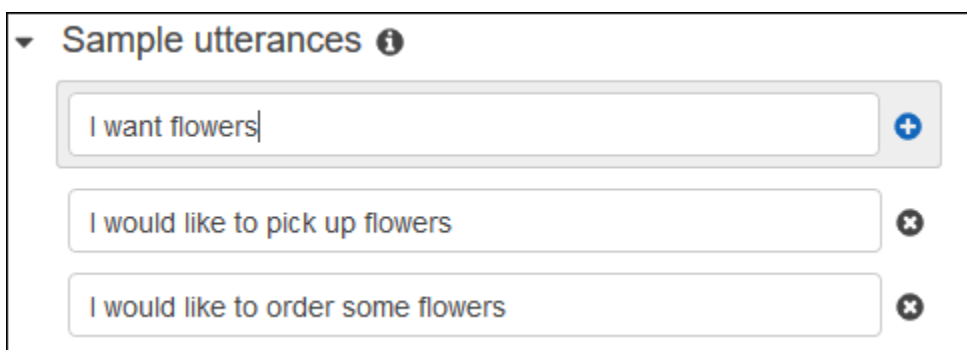 Sample utterances
I want flowers
I would like to pick up flowers
I would like to order some flowers